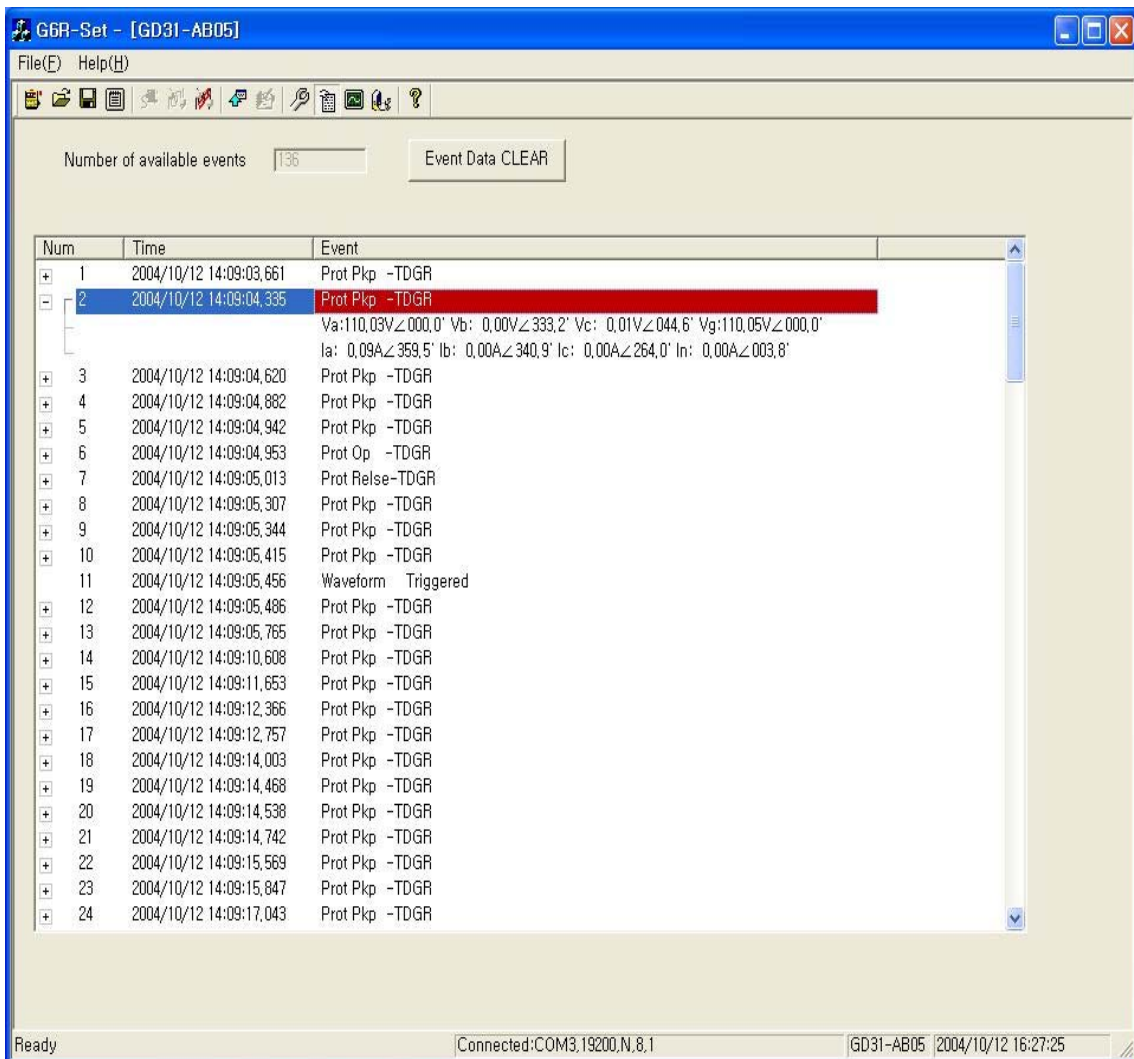 G6R-Set - [GD31-AB05]
File(F) Help(H)
Number of available events 136 Event Data CLEAR
Num Time Event
1 2004/10/12 14:09:03,661 Prot Pkp -TDGR
2 2004/10/12 14:09:04,335 Prot Pkp -TDGR
Va:110,03V∠000,0' Vb: 0,00V∠333,2' Vc: 0,01V∠044,6' Vg:110,05V∠000,0'
Ia: 0,09A∠359,5' Ib: 0,00A∠340,9' Ic: 0,00A∠264,0' In: 0,00A∠003,8'
3 2004/10/12 14:09:04,620 Prot Pkp -TDGR
4 2004/10/12 14:09:04,882 Prot Pkp -TDGR
5 2004/10/12 14:09:04,942 Prot Pkp -TDGR
6 2004/10/12 14:09:04,953 Prot Op -TDGR
7 2004/10/12 14:09:05,013 Prot Relse-TDGR
8 2004/10/12 14:09:05,307 Prot Pkp -TDGR
9 2004/10/12 14:09:05,344 Prot Pkp -TDGR
10 2004/10/12 14:09:05,415 Prot Pkp -TDGR
11 2004/10/12 14:09:05,456 Waveform Triggered
12 2004/10/12 14:09:05,486 Prot Pkp -TDGR
13 2004/10/12 14:09:05,765 Prot Pkp -TDGR
14 2004/10/12 14:09:10,608 Prot Pkp -TDGR
15 2004/10/12 14:09:11,653 Prot Pkp -TDGR
16 2004/10/12 14:09:12,366 Prot Pkp -TDGR
17 2004/10/12 14:09:12,757 Prot Pkp -TDGR
18 2004/10/12 14:09:14,003 Prot Pkp -TDGR
19 2004/10/12 14:09:14,468 Prot Pkp -TDGR
20 2004/10/12 14:09:14,538 Prot Pkp -TDGR
21 2004/10/12 14:09:14,742 Prot Pkp -TDGR
22 2004/10/12 14:09:15,569 Prot Pkp -TDGR
23 2004/10/12 14:09:15,847 Prot Pkp -TDGR
24 2004/10/12 14:09:17,043 Prot Pkp -TDGR
Ready Connected:COM3,19200,N,8,1 GD31-AB05 2004/10/12 16:27:25